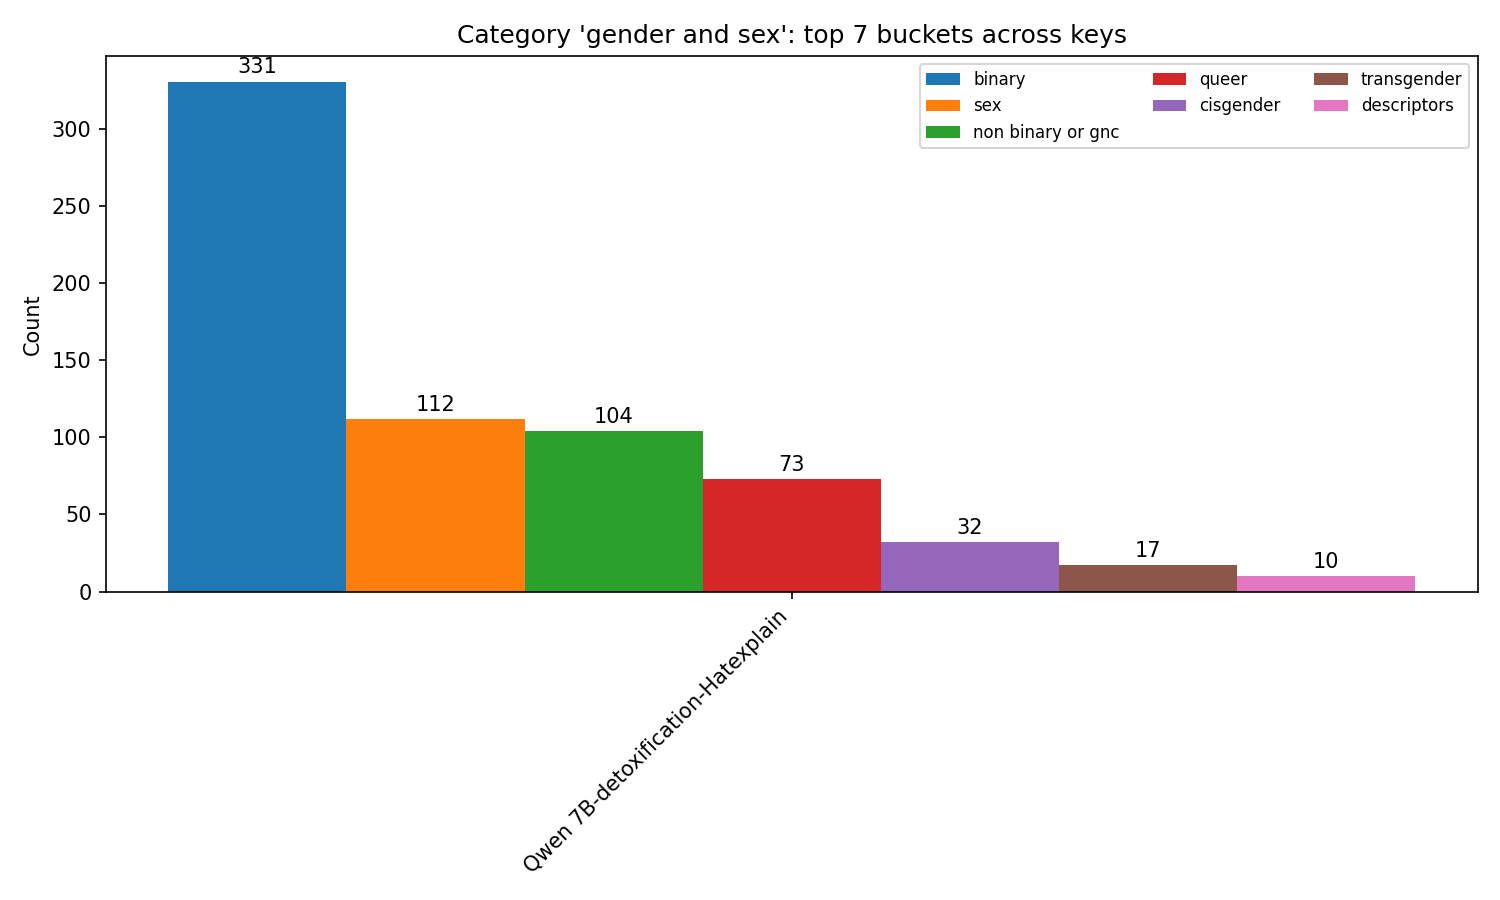 Category 'gender and sex': top 7 buckets across keys
331
binary
sex
non binary or gnc
queer
cisgender
transgender
descriptors
Count
300
250
200
150
100
50
0
112
104
73
32
17
10
Qwen 7B-detoxification-Hatexplain